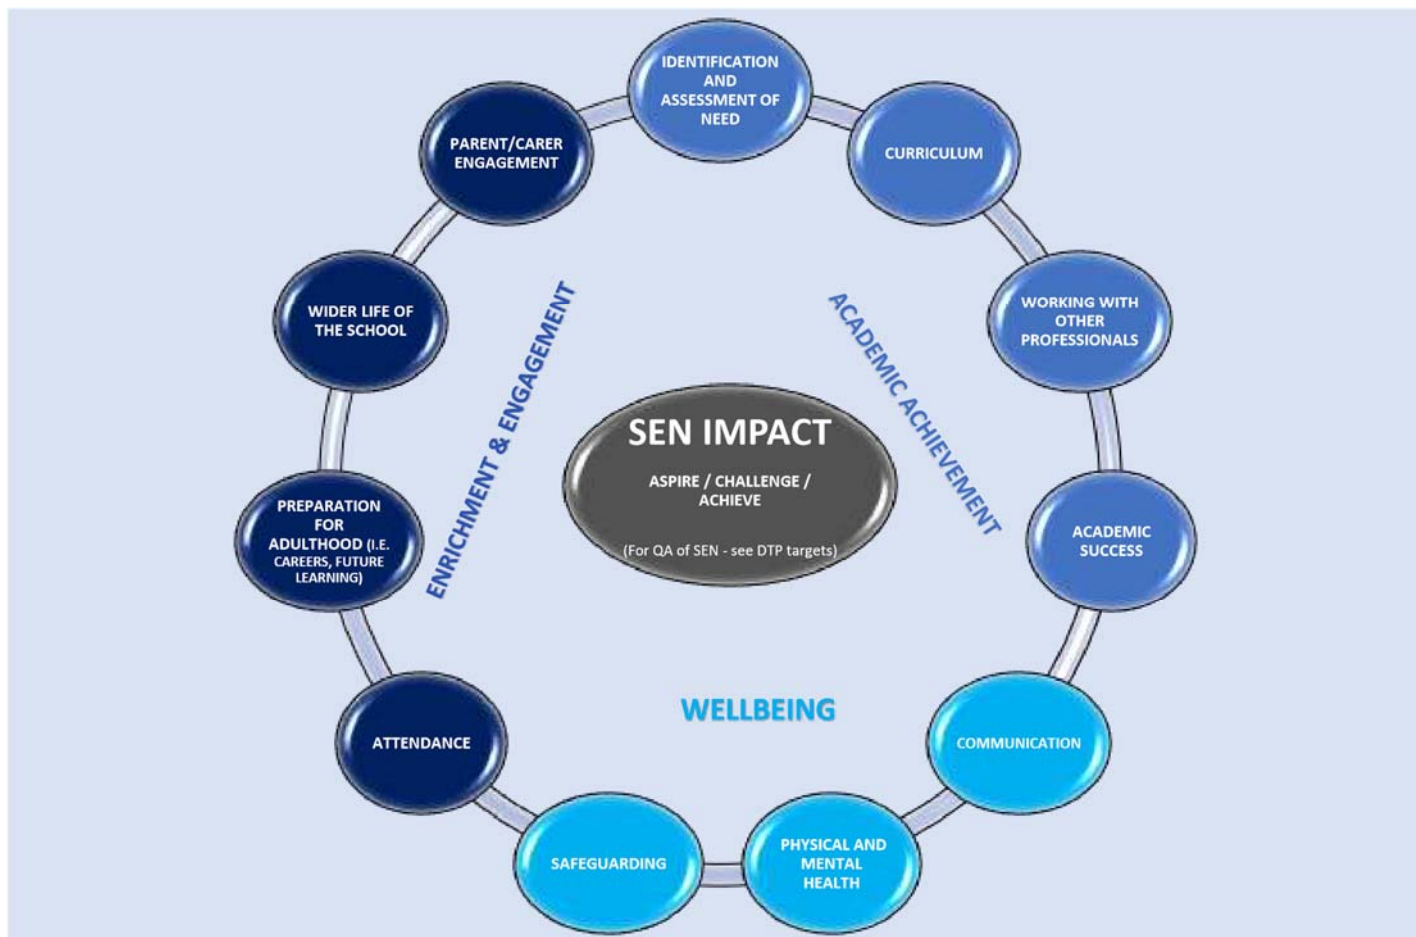 IDENTIFICATION
AND
ASSESSMENT OF
NEED
CURRICULUM
WORKING WITH
OTHER
PROFESSIONALS
ACADEMIC
SUCCESS
COMMUNICATION
PHYSICAL AND
MENTAL
HEALTH
SAFEGUARDING
ATTENDANCE
PREPARATION
FOR
ADULTHOOD (I.E.
CAREERS, FUTURE
LEARNING)
WIDER LIFE OF
THE SCHOOL
PARENT/CARER
ENGAGEMENT
ENRICHMENT & ENGAGEMENT
ACADEMIC ACHIEVEMENT
WELLBEING
SEN IMPACT
ASPIRE / CHALLENGE /
ACHIEVE
(For QA of SEN - see DTP targets)